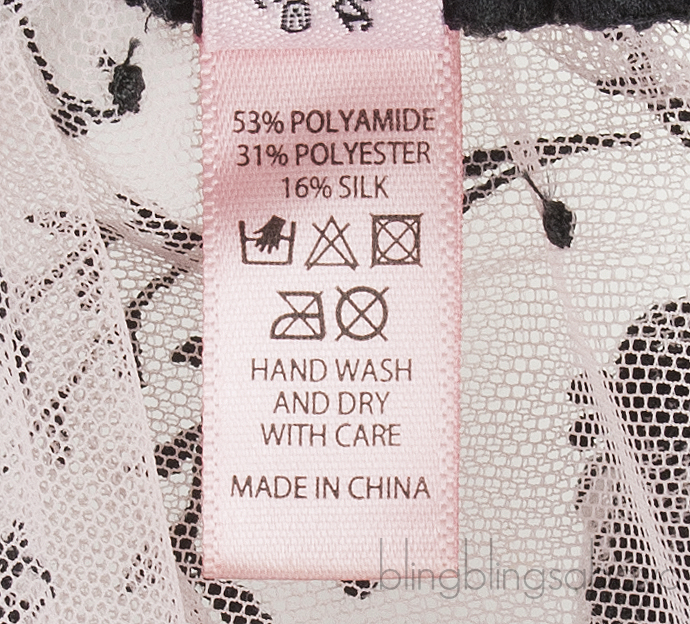 53% POLYAMIDE
31% POLYESTER
16% SILK
HAND WASH
AND DRY
WITH CARE
MADE IN CHINA